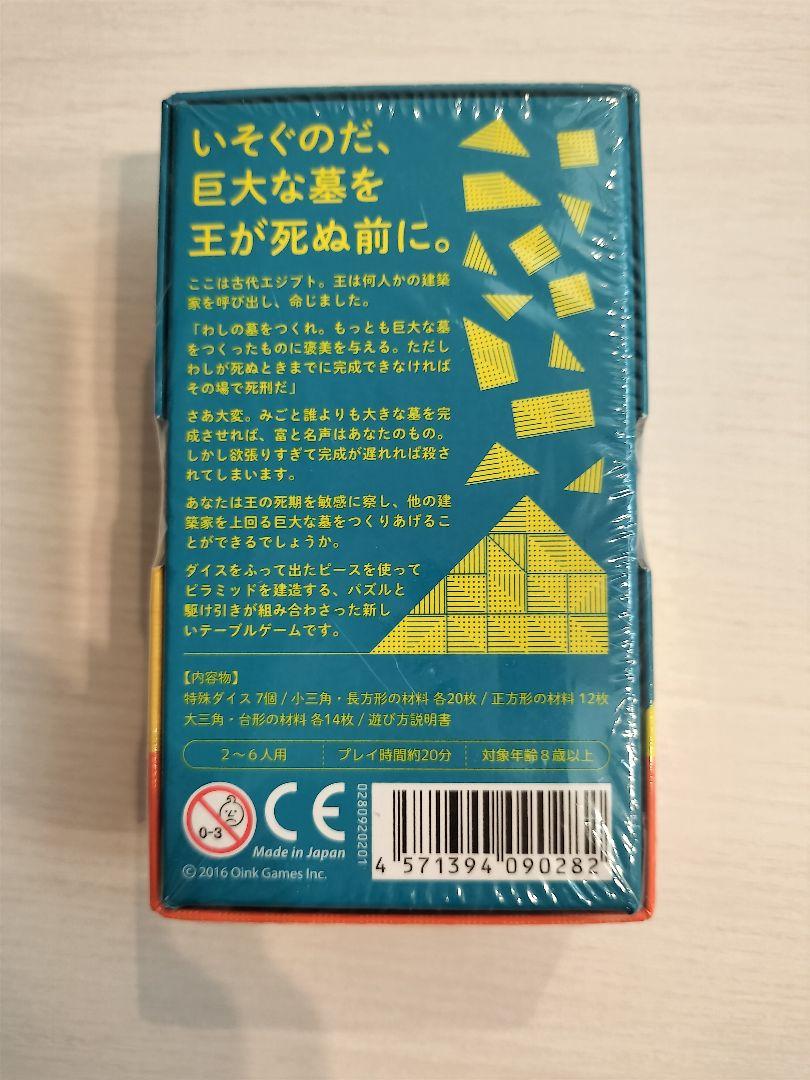 いそぐのだ、
巨大な墓を
王が死ぬ前に。
ここは古代エジプト。王は何人かの建築
家を呼び出し、命じました。
「わしの墓をつくれ。もっとも巨大な墓
をつくったものに褒美を与える。ただし
わしが死ぬときまでに完成できなければ
その場で死刑だ」
さあ大変。みごと誰よりも大きな墓を完
成させれば、富と名声はあなたのもの。
しかし欲張りすぎて完成が遅れれば殺さ
れてしまいます。
あなたは王の死期を敏感に察し、他の建
築家を上回る巨大な墓をつくりあげるこ
とができるでしょうか。
ダイスをふって出たピースを使って
ピラミッドを建造する、パズルと
駆け引きが組み合わさった新し
いテーブルゲームです。
【内容物】
特殊ダイス 7個 / 小三角・長方形の材料 各20枚 / 正方形の材料 12枚
大三角・台形の材料 各14枚 / 遊び方説明書
2〜6人用 プレイ時間約20分 対象年齢8歳以上
0-3
CE
Made in Japan
© 2016 Oink Games Inc.
0280920201
4 571394 090282